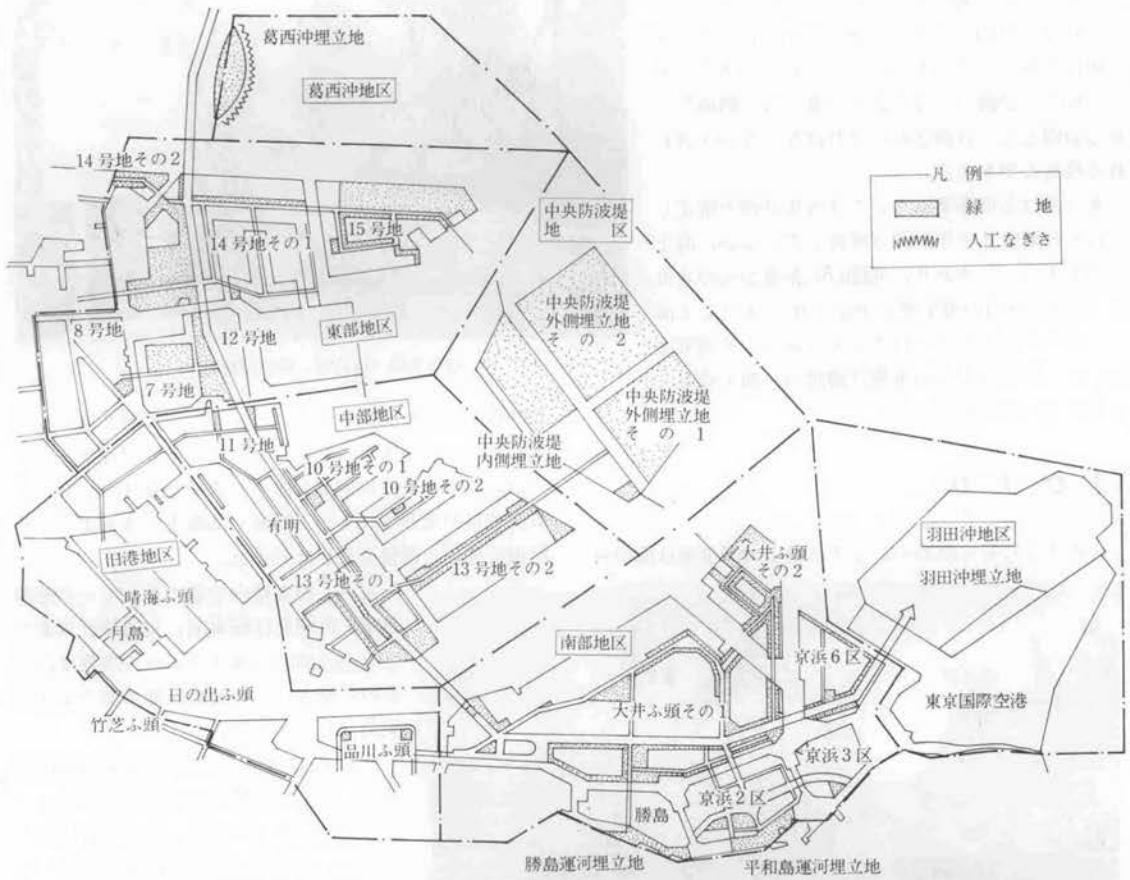 葛西沖埋立地
葛西沖地区
14号地その2
凡例
緑地
人工なぎさ
14号地その1
15号地
中央防波堤
地区
中央防波堤
外側埋立地
その2
8号地
12号地
東部地区
7号地
中央防波堤
外側埋立地
その1
中部地区
11号地
中央防波堤
内側埋立地
10号地その1
10号地その2
有明
旧港地区
13号地その1
13号地その2
大井ふ頭
その2
羽田沖地区
羽田沖埋立地
晴海ふ頭
月島
南部地区
京浜6区
日の出ふ頭
大井ふ頭その1
東京国際空港
竹芝ふ頭
品川ふ頭
京浜3区
京浜2区
勝島
勝島運河埋立地
平和島運河埋立地